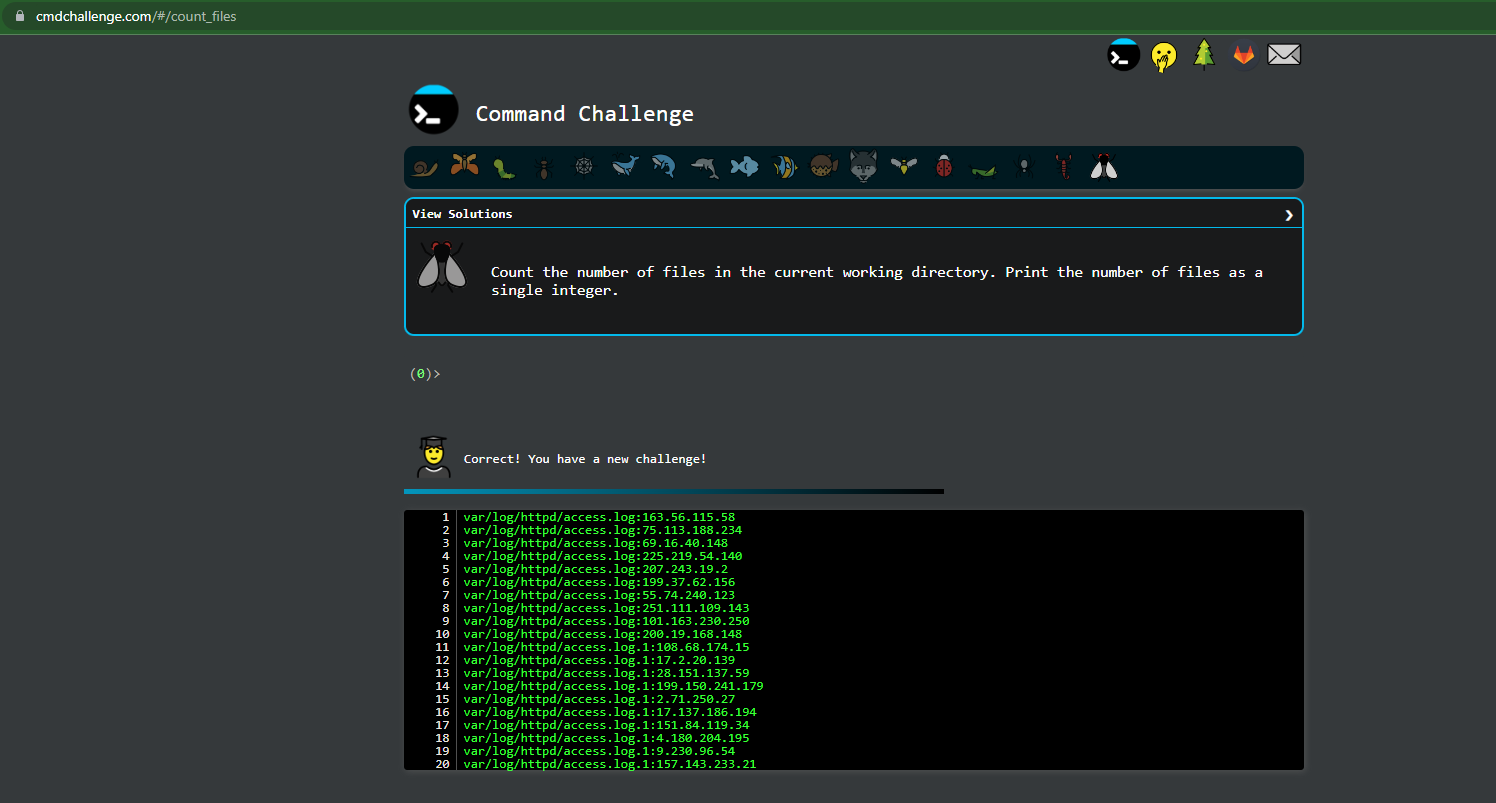 cmdchallenge.com/#/count_files
Command Challenge
View Solutions
Count the number of files in the current working directory. Print the number of files as a
single integer.
(0)>
Correct! You have a new challenge!
1 var/log/httpd/access.log:163.56.115.58
2 var/log/httpd/access.log:75.113.188.234
3 var/log/httpd/access.log:69.16.40.148
4 var/log/httpd/access.log:225.219.54.140
5 var/log/httpd/access.log:207.243.19.2
6 var/log/httpd/access.log:199.37.62.156
7 var/log/httpd/access.log:55.74.240.123
8 var/log/httpd/access.log:251.111.109.143
9 var/log/httpd/access.log:101.163.230.250
10 var/log/httpd/access.log:200.19.168.148
11 var/log/httpd/access.log.1:108.68.174.15
12 var/log/httpd/access.log.1:17.2.20.139
13 var/log/httpd/access.log.1:28.151.137.59
14 var/log/httpd/access.log.1:199.150.241.179
15 var/log/httpd/access.log.1:2.71.250.27
16 var/log/httpd/access.log.1:17.137.186.194
17 var/log/httpd/access.log.1:151.84.119.34
18 var/log/httpd/access.log.1:4.180.204.195
19 var/log/httpd/access.log.1:9.230.96.54
20 var/log/httpd/access.log.1:157.143.233.21